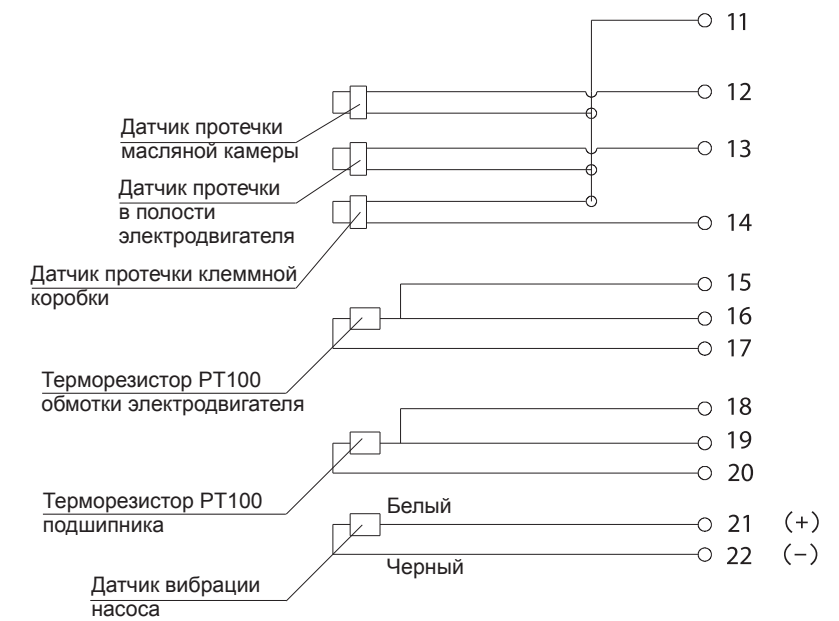 11
12
Датчик протечки
масляной камеры
13
Датчик протечки
в полости
электродвигателя
14
Датчик протечки клеммной
коробки
15
16
17
Терморезистор PT100
обмотки электродвигателя
18
19
20
Терморезистор PT100
подшипника
Белый
21 (+)
22 (−)
Черный
Датчик вибрации
насоса